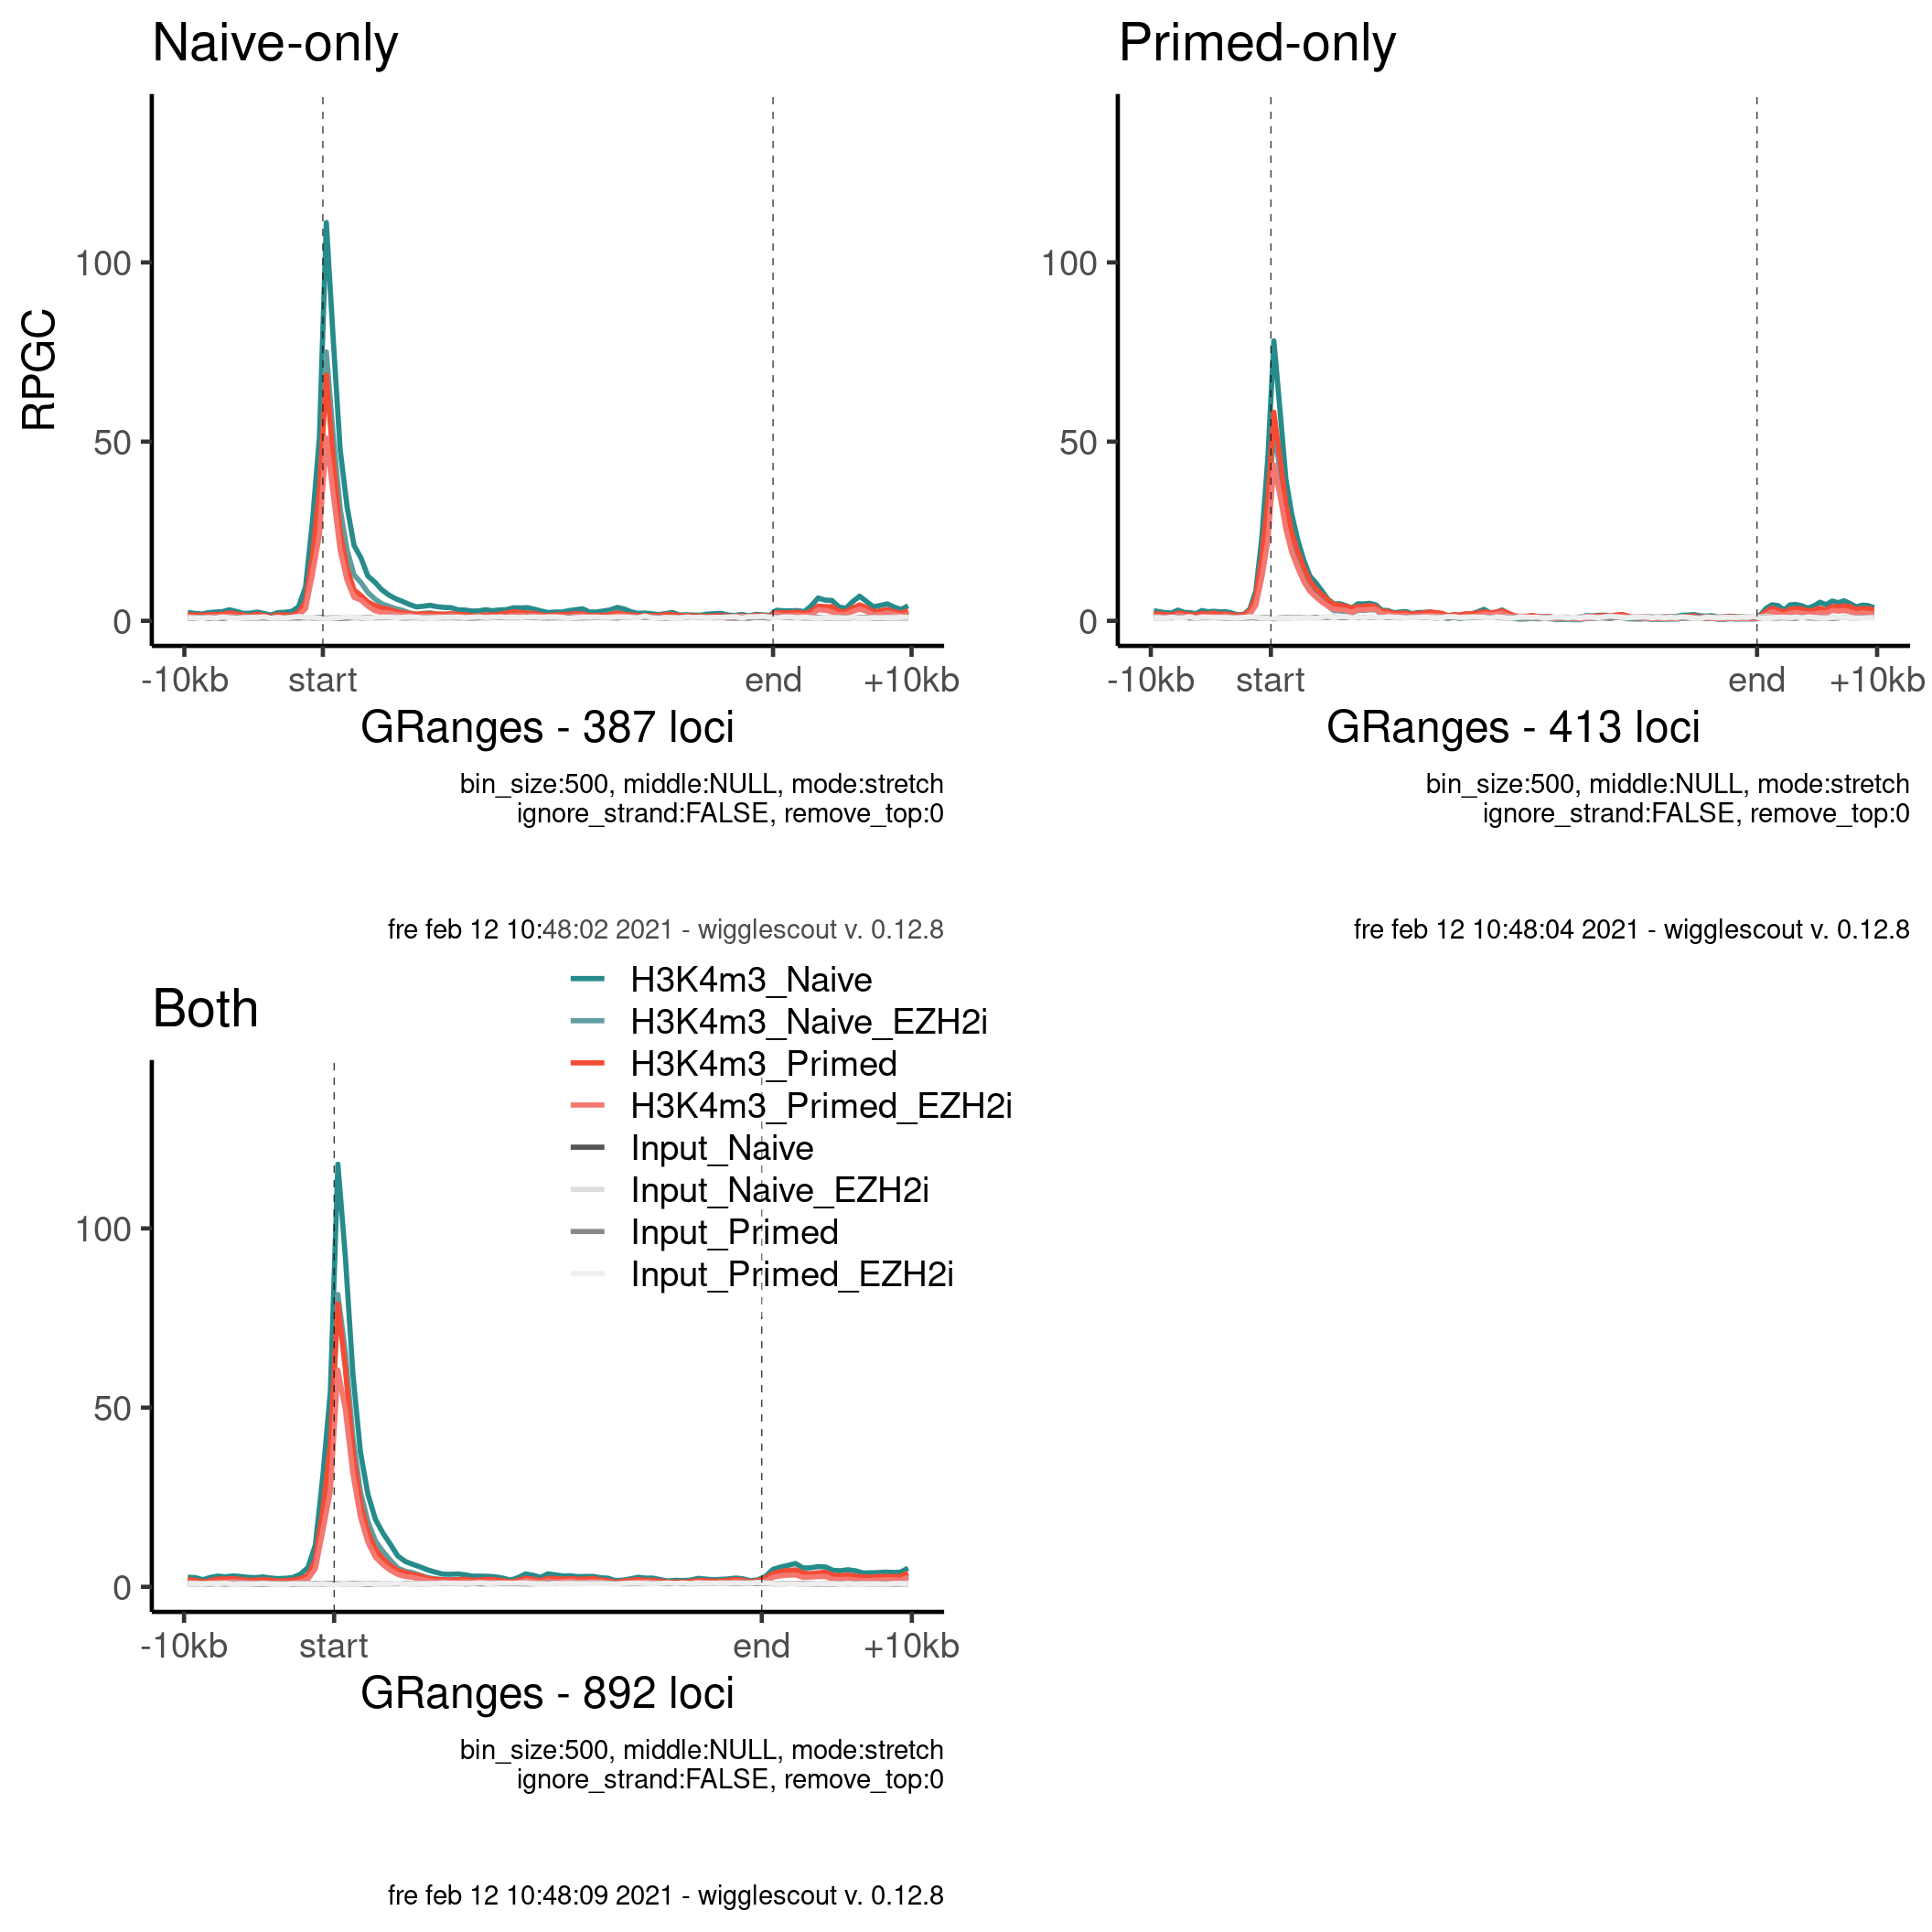 Naive-only
RPGC
100
50
0
-10kb start end +10kb
GRanges - 387 loci
bin_size:500, middle:NULL, mode:stretch
ignore_strand:FALSE, remove_top:0
fre feb 12 10:48:02 2021 - wigglescout v. 0.12.8
Primed-only
100
50
0
-10kb start end +10kb
GRanges - 413 loci
bin_size:500, middle:NULL, mode:stretch
ignore_strand:FALSE, remove_top:0
fre feb 12 10:48:04 2021 - wigglescout v. 0.12.8
Both
H3K4m3_Naive
H3K4m3_Naive_EZH2i
H3K4m3_Primed
H3K4m3_Primed_EZH2i
Input_Naive
Input_Naive_EZH2i
Input_Primed
Input_Primed_EZH2i
100
50
0
-10kb start end +10kb
GRanges - 892 loci
bin_size:500, middle:NULL, mode:stretch
ignore_strand:FALSE, remove_top:0
fre feb 12 10:48:09 2021 - wigglescout v. 0.12.8